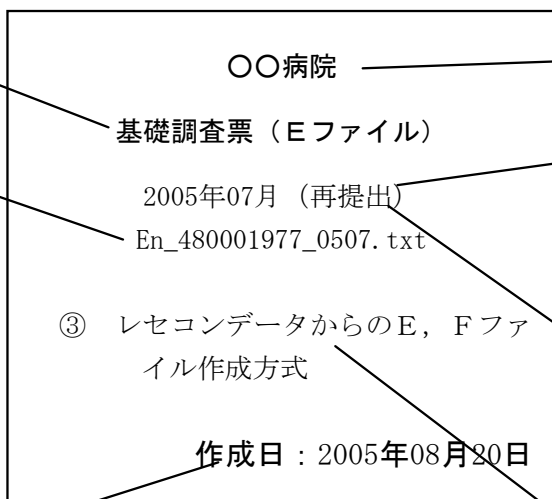 〇〇病院
基礎調査票（Ｅファイル）
2005年07月（再提出）
En_480001977_0507.txt
③　レセコンデータからのＥ，Ｆファ
イル作成方式
作成日：2005年08月20日